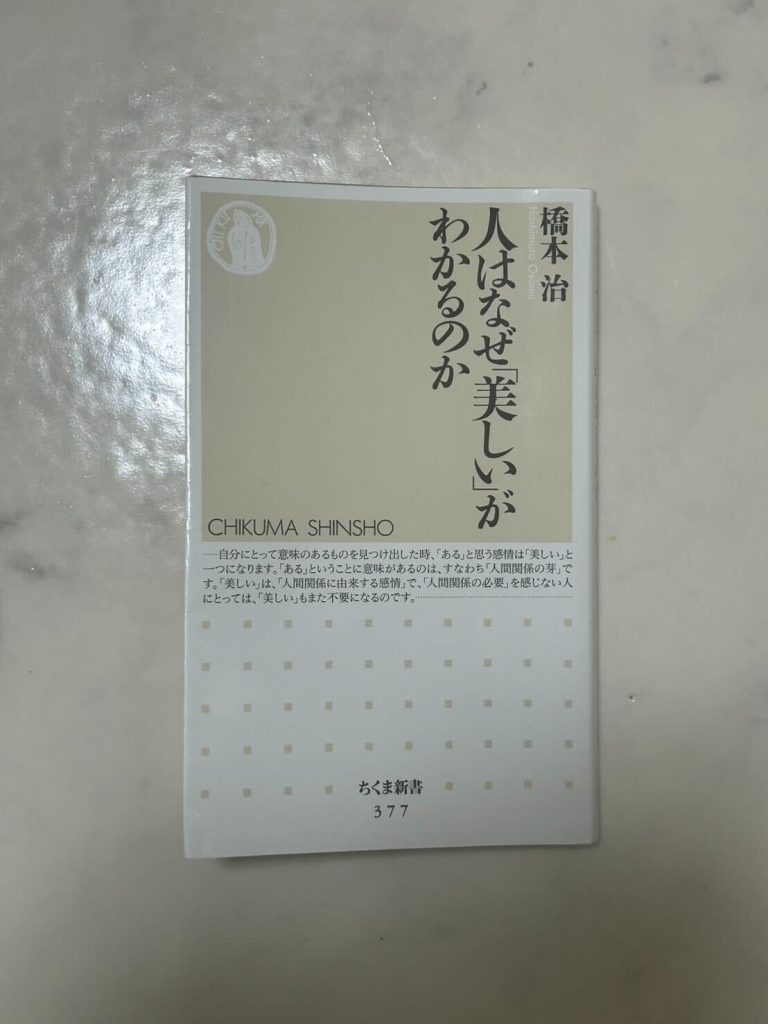 橋本 治
Hashimoto Osamu
人はなぜ「美しい」が
わかるのか
CHIKUMA SHINSHO
……自分にとって意味のあるものを見つけ出した時、「ある」と思う感情は「美しい」と
一つになります。「ある」ということに意味があるのは、すなわち「人間関係の芽」で
す。「美しい」は、「人間関係に由来する感情」で、「人間関係の必要」を感じない人
にとっては、「美しい」もまた不要になるのです。……
ちくま新書
377